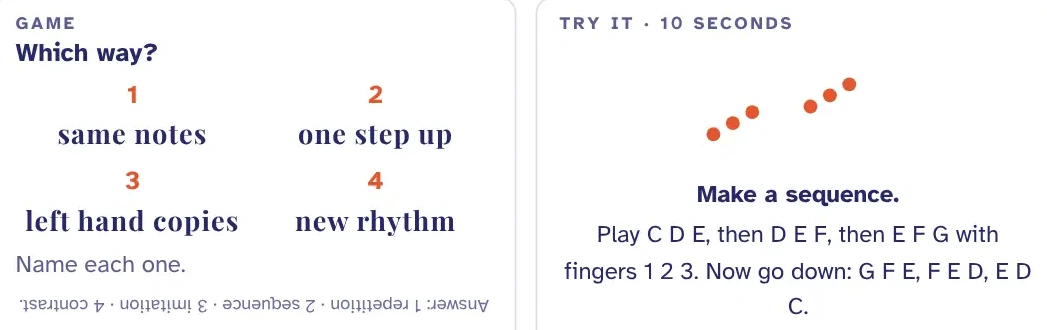 GAME
Which way?
1
same notes
2
one step up
3
left hand copies
4
new rhythm
Name each one.
Answer: 1 repetition · 2 sequence · 3 imitation · 4 contrast.
TRY IT · 10 SECONDS
Make a sequence.
Play C D E, then D E F, then E F G with
fingers 1 2 3. Now go down: G F E, F E D, E D
C.